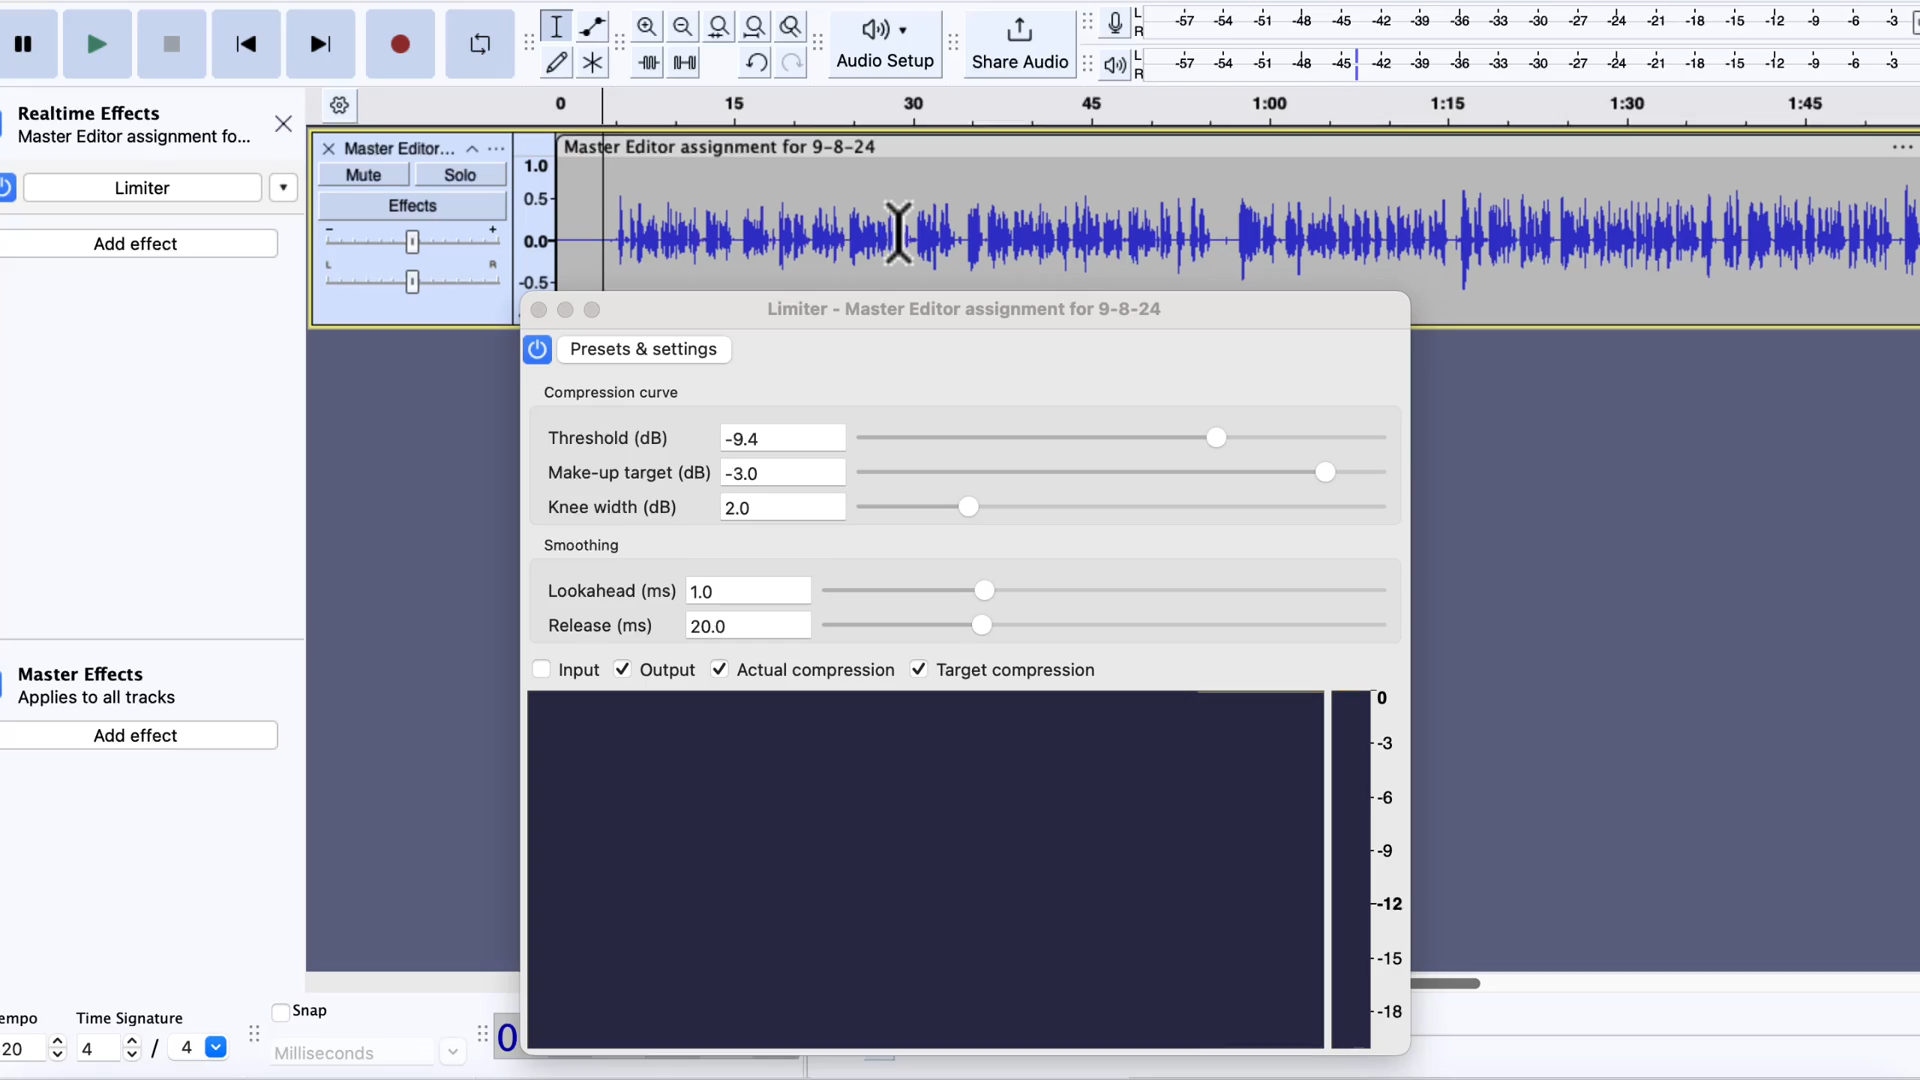 Audio Setup
Share Audio
L
R
-57 -54 -51 -48 -45 -42 -39 -36 -33 -30 -27 -24 -21 -18 -15 -12 -9 -6 -3
L
R
-57 -54 -51 -48 -45 -42 -39 -36 -33 -30 -27 -24 -21 -18 -15 -12 -9 -6 -3
Realtime Effects
Master Editor assignment fo...
0 15 30 45 1:00 1:15 1:30 1:45
Limiter
Add effect
Master Editor...
Mute Solo
Effects
- +
L R
1.0
0.5
0.0
-0.5
Master Editor assignment for 9-8-24
Limiter - Master Editor assignment for 9-8-24
Presets & settings
Compression curve
Threshold (dB) -9.4
Make-up target (dB) -3.0
Knee width (dB) 2.0
Smoothing
Lookahead (ms) 1.0
Release (ms) 20.0
Input Output Actual compression Target compression
0
-3
-6
-9
-12
-15
-18
Master Effects
Applies to all tracks
Add effect
empo Time Signature
20 4 / 4
Snap
Milliseconds
0